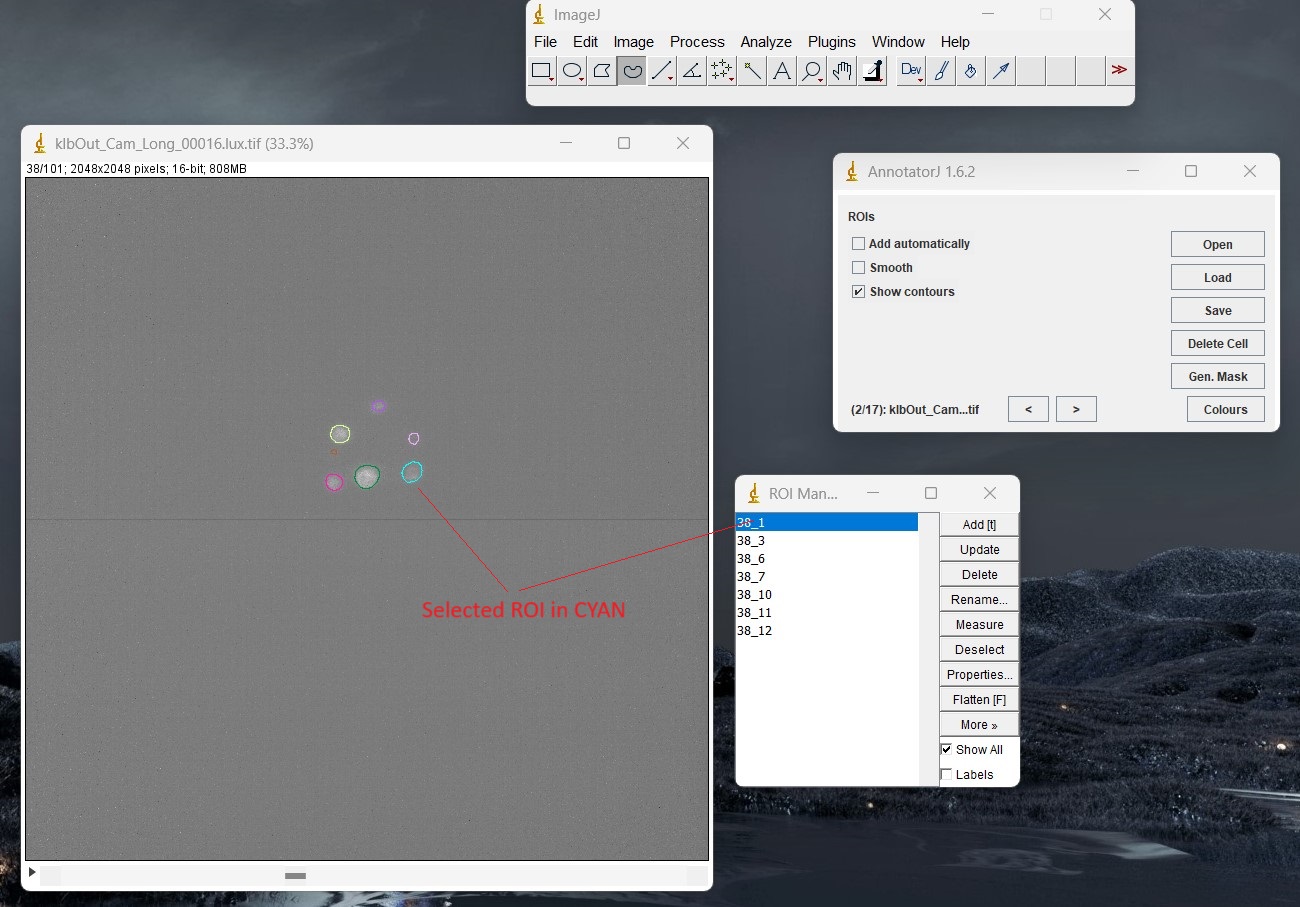 ImageJ
File Edit Image Process Analyze Plugins Window Help
Dev
klbOut_Cam_Long_00016.lux.tif (33.3%)
38/101; 2048x2048 pixels; 16-bit; 808MB
Selected ROI in CYAN
AnnotatorJ 1.6.2
ROIs
Add automatically
Smooth
Show contours
Open
Load
Save
Delete Cell
Gen. Mask
(2/17): klbOut_Cam...tif < > Colours
ROI Man...
38_1
38_3
38_6
38_7
38_10
38_11
38_12
Add [t]
Update
Delete
Rename...
Measure
Deselect
Properties...
Flatten [F]
More »
Show All
Labels